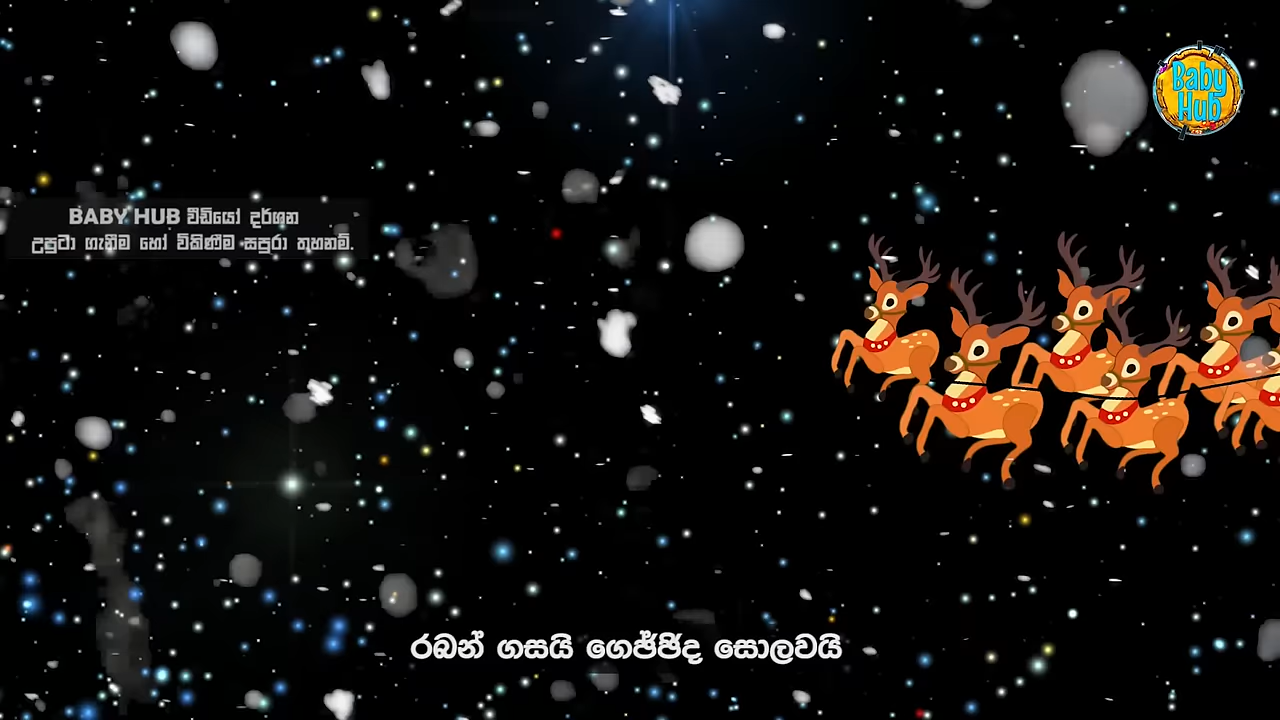 Baby
Hub
BABY HUB වීඩියෝ දර්ශන
උපුටා ගැනීම හෝ විකිණීම සපුරා තහනම්.
රබන් ගසයි ගෙජ්ජිද සොලවයි